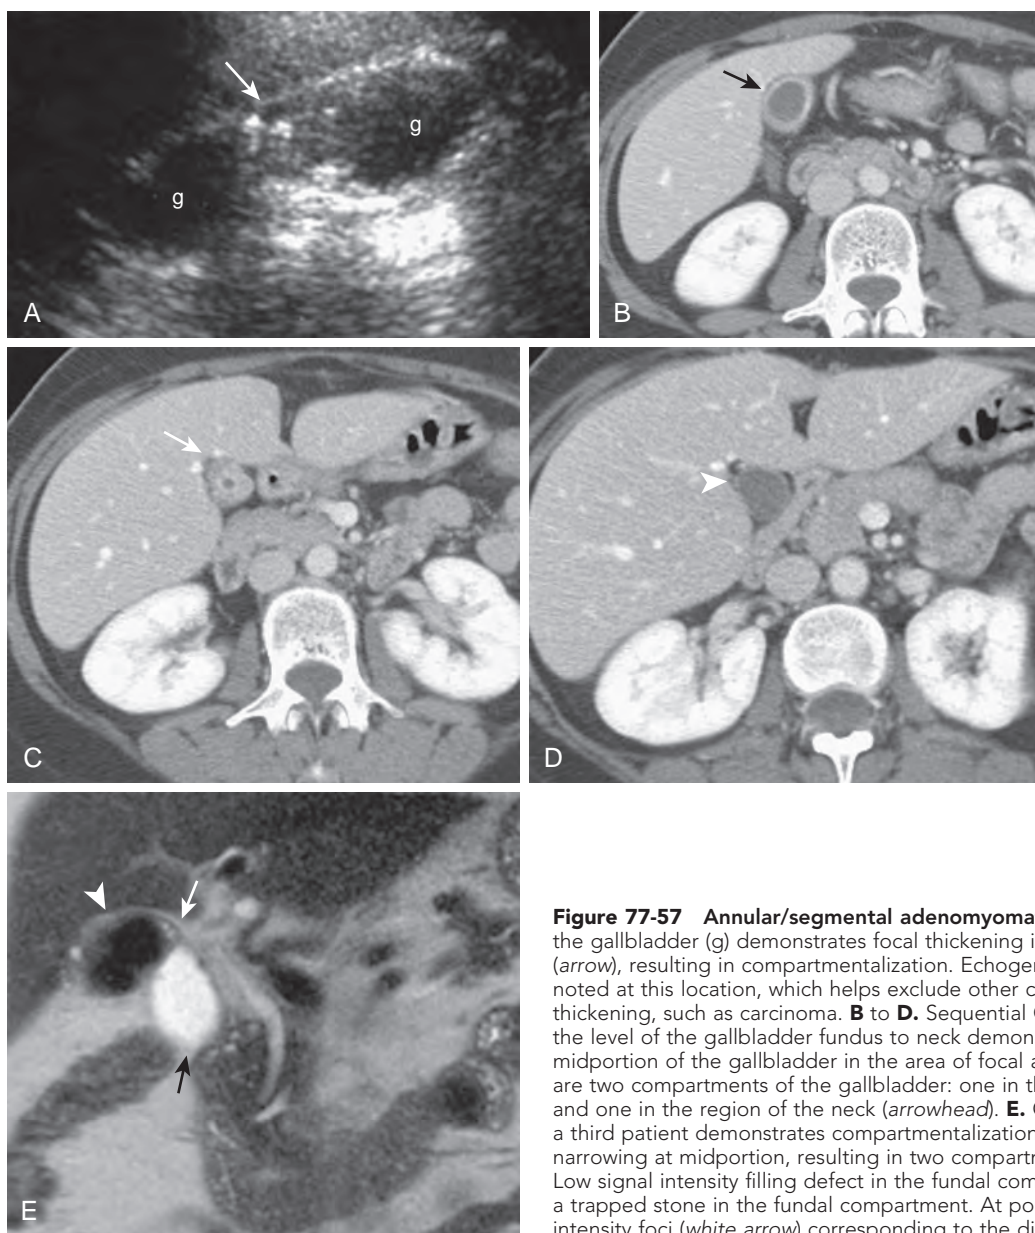 g
g
A
B
C
D
E
Figure 77-57 Annular/segmental adenomyoma
the gallbladder (g) demonstrates focal thickening i
(arrow), resulting in compartmentalization. Echoge
noted at this location, which helps exclude other c
thickening, such as carcinoma. B to D. Sequential
the level of the gallbladder fundus to neck demon
midportion of the gallbladder in the area of focal a
are two compartments of the gallbladder: one in th
and one in the region of the neck (arrowhead). E.
a third patient demonstrates compartmentalization
narrowing at midportion, resulting in two compartm
Low signal intensity filling defect in the fundal com
a trapped stone in the fundal compartment. At po
intensity foci (white arrow) corresponding to the di